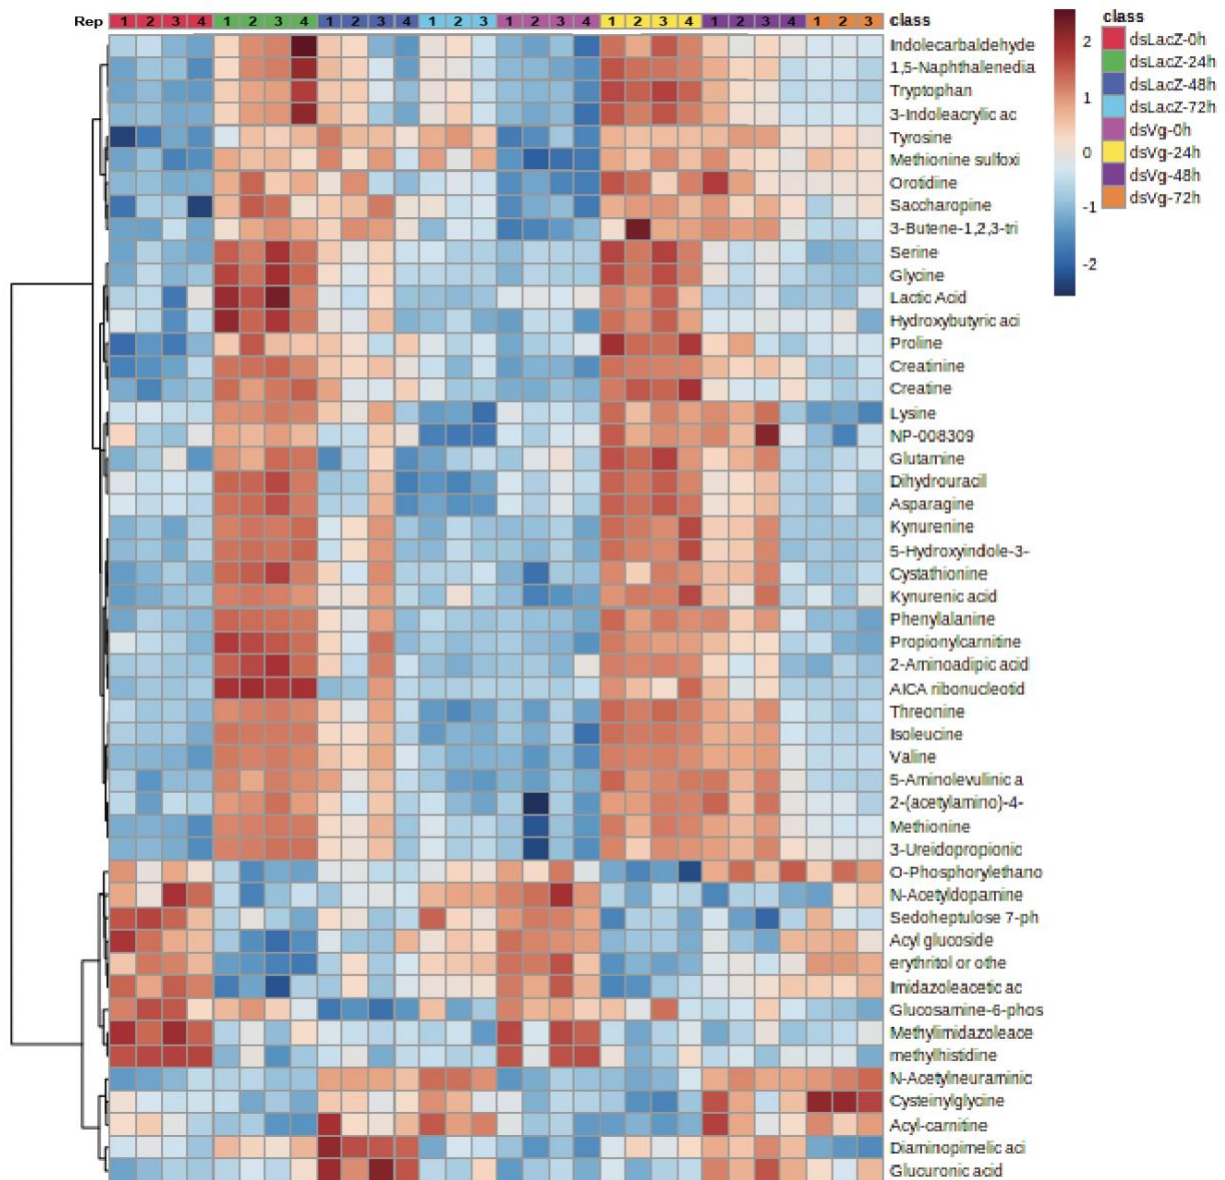 Rep 1 2 3 4 1 2 3 4 1 2 3 4 1 2 3 1 2 3 4 1 2 3 4 1 2 3 4 1 2 3 class
Indolecarbaldehyde
1,5-Naphthalenedia
Tryptophan
3-Indoleacrylic ac
Tyrosine
Methionine sulfoxi
Orotidine
Saccharopine
3-Butene-1,2,3-tri
Serine
Glycine
Lactic Acid
Hydroxybutyric aci
Proline
Creatinine
Creatine
Lysine
NP-008309
Glutamine
Dihydrouracil
Asparagine
Kynurenine
5-Hydroxyindole-3-
Cystathionine
Kynurenic acid
Phenylalanine
Propionylcarnitine
2-Aminoadipic acid
AICA ribonucleotid
Threonine
Isoleucine
Valine
5-Aminolevulinic a
2-(acetylamino)-4-
Methionine
3-Ureidopropionic
O-Phosphorylethano
N-Acetyldopamine
Sedoheptulose 7-ph
Acyl glucoside
erythritol or othe
Imidazoleacetic ac
Glucosamine-6-phos
Methylimidazoleace
methylhistidine
N-Acetylneuraminic
Cysteinylglycine
Acyl-carnitine
Diaminopimelic aci
Glucuronic acid
2
1
0
-1
-2
class
dsLacZ-0h
dsLacZ-24h
dsLacZ-48h
dsLacZ-72h
dsVg-0h
dsVg-24h
dsVg-48h
dsVg-72h